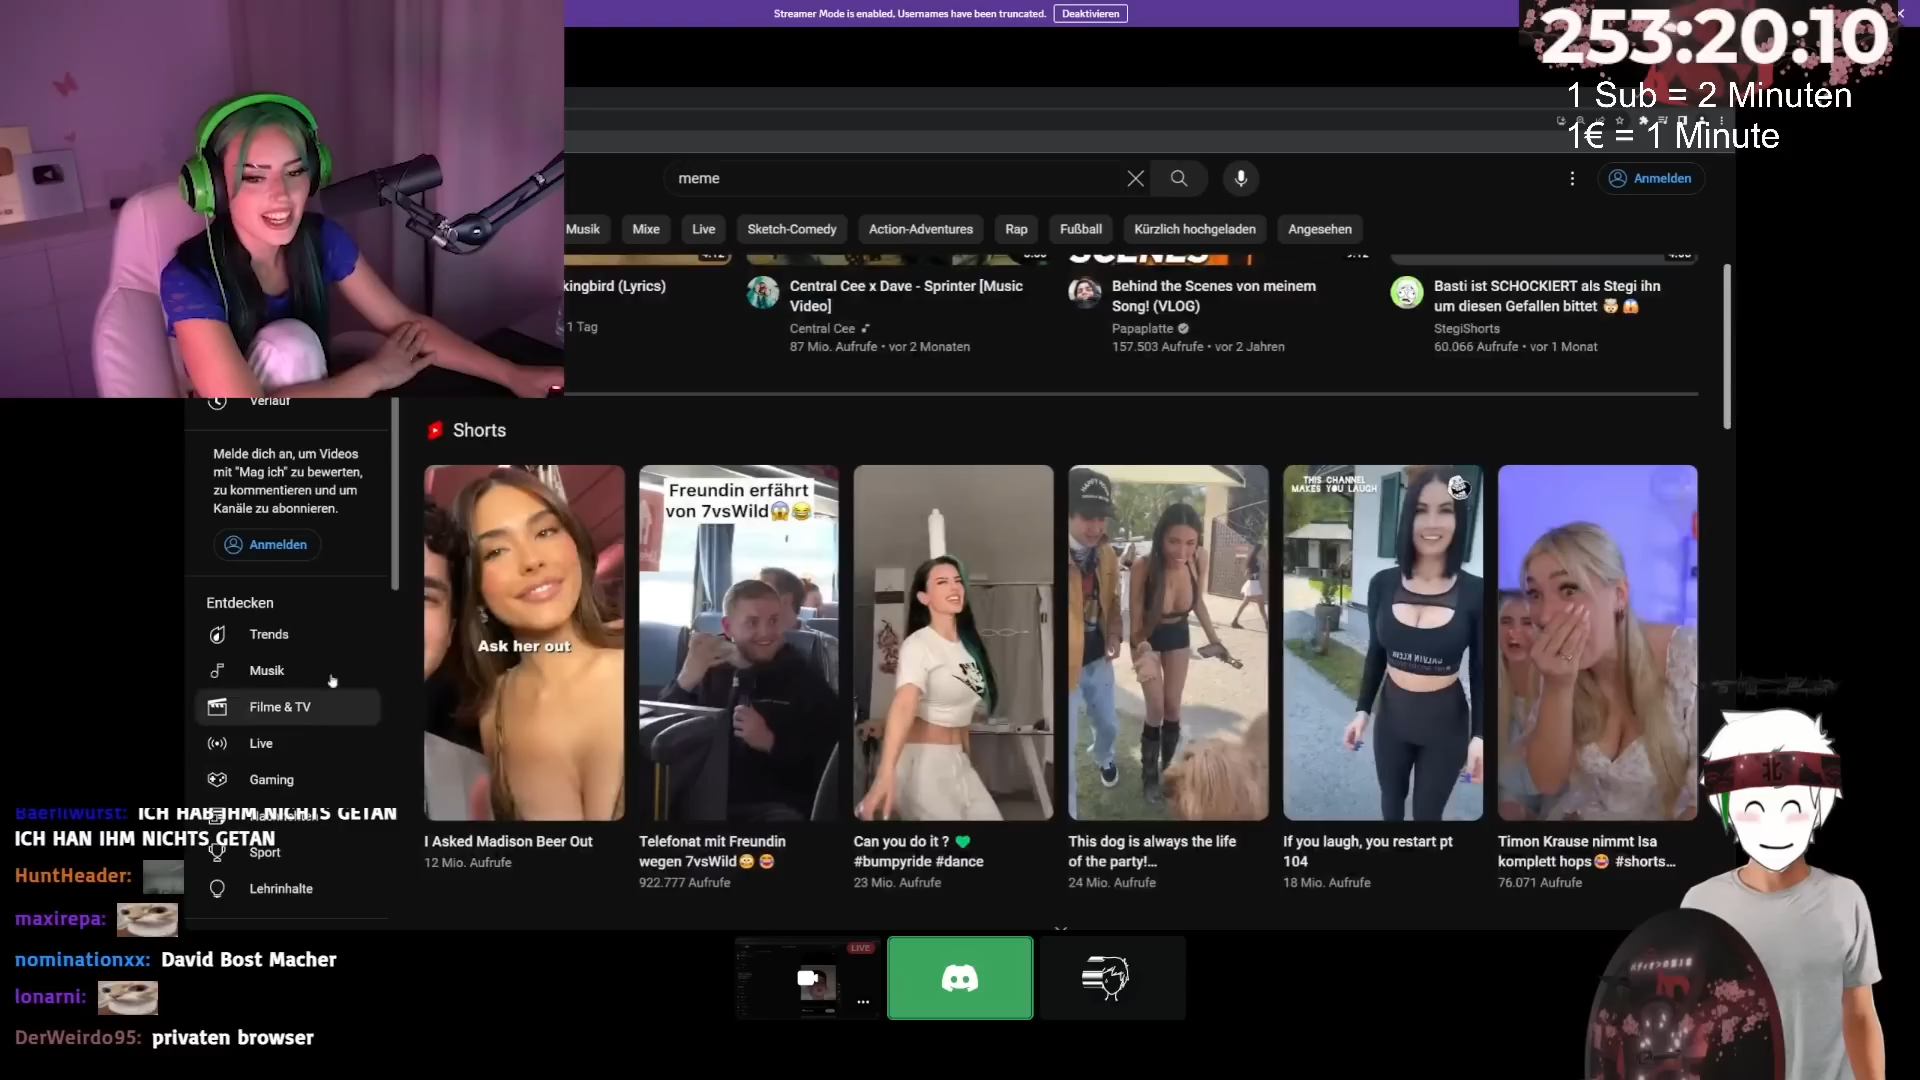 Streamer Mode is enabled. Usernames have been truncated. Deaktivieren
253:20:10
1 Sub = 2 Minuten
1€ = 1 Minute
meme
Anmelden
Musik Mixe Live Sketch-Comedy Action-Adventures Rap Fußball Kürzlich hochgeladen Angesehen
SCENES
kingbird (Lyrics)
1 Tag
Central Cee x Dave - Sprinter [Music
Video]
Central Cee
87 Mio. Aufrufe • vor 2 Monaten
Behind the Scenes von meinem
Song! (VLOG)
Papaplatte
157.503 Aufrufe • vor 2 Jahren
Basti ist SCHOCKIERT als Stegi ihn
um diesen Gefallen bittet 🤯😱
StegiShorts
60.066 Aufrufe • vor 1 Monat
Verlauf
Melde dich an, um Videos
mit "Mag ich" zu bewerten,
zu kommentieren und um
Kanäle zu abonnieren.
Anmelden
Entdecken
Trends
Musik
Filme & TV
Live
Gaming
Sport
Lehrinhalte
Shorts
Ask her out
I Asked Madison Beer Out
12 Mio. Aufrufe
Freundin erfährt
von 7vsWild😱😂
Telefonat mit Freundin
wegen 7vsWild😳😂
922.777 Aufrufe
Can you do it ? 💚
#bumpyride #dance
23 Mio. Aufrufe
This dog is always the life
of the party!...
24 Mio. Aufrufe
THIS CHANNEL
MAKES YOU LAUGH
CALVIN KLEIN
If you laugh, you restart pt
104
18 Mio. Aufrufe
Timon Krause nimmt Isa
komplett hops😂 #shorts...
76.071 Aufrufe
Baerliwurst: ICH HAB IHM NICHTS GETAN
ICH HAN IHM NICHTS GETAN
HuntHeader:
maxirepa:
nominationxx: David Bost Macher
lonarni:
DerWeirdo95: privaten browser
LIVE